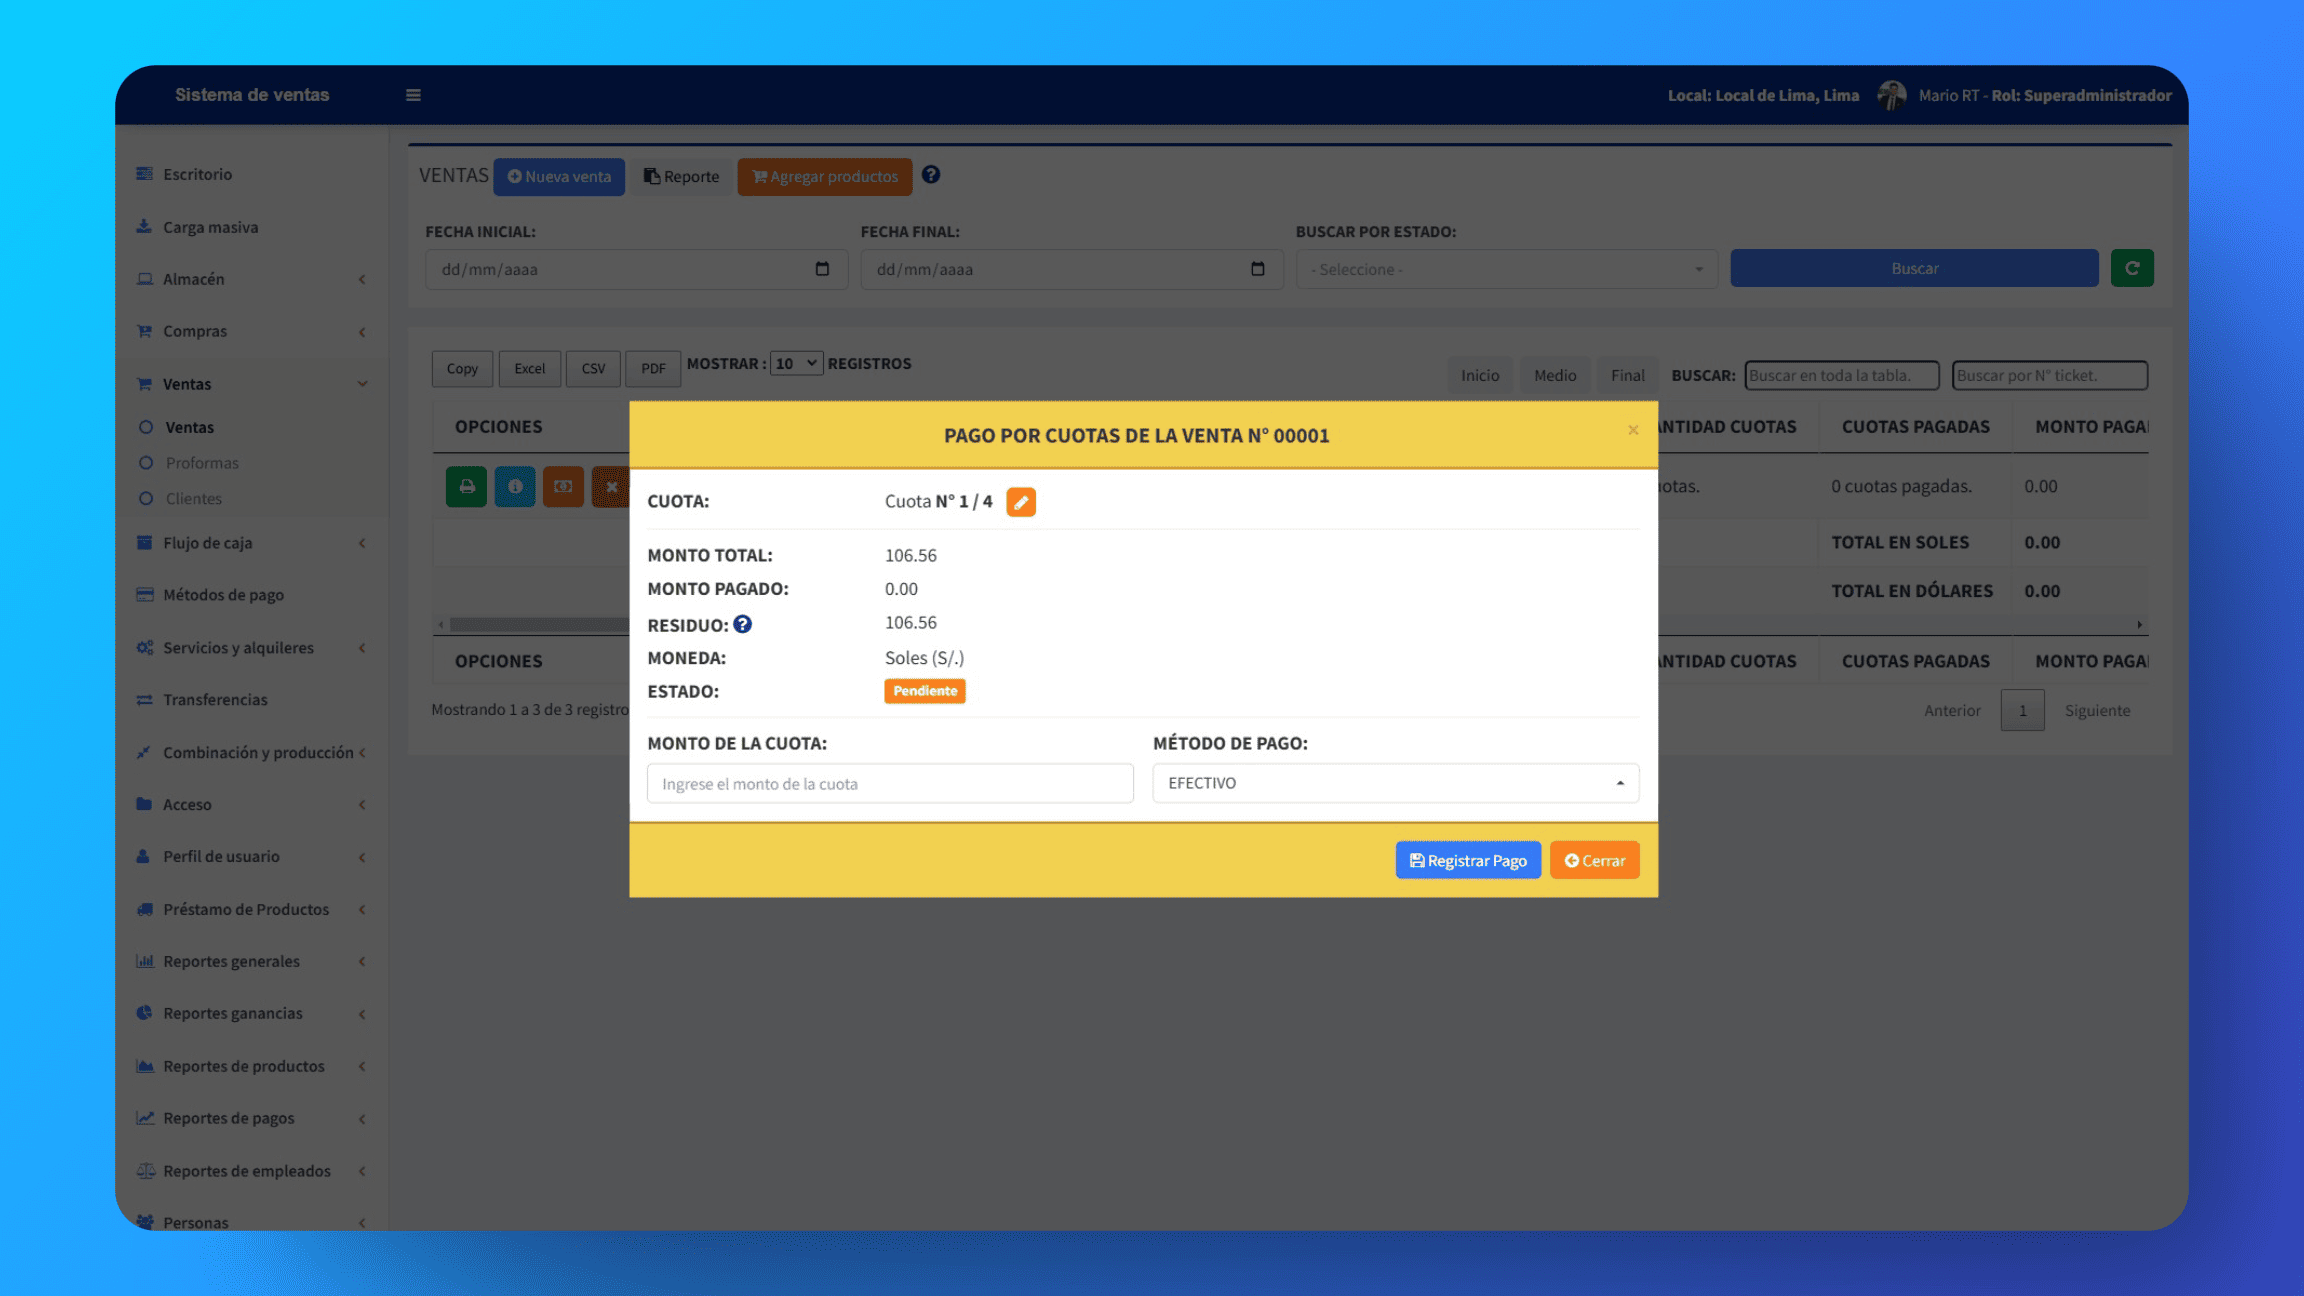 Sistema de ventas
Local: Local de Lima, Lima
Mario RT - Rol: Superadministrador
Escritorio
Carga masiva
Almacén
Compras
Ventas
Ventas
Proformas
Clientes
Flujo de caja
Métodos de pago
Servicios y alquileres
Transferencias
Combinación y producción
Acceso
Perfil de usuario
Préstamo de Productos
Reportes generales
Reportes ganancias
Reportes de productos
Reportes de pagos
Reportes de empleados
Personas
VENTAS Nueva venta Reporte Agregar productos
FECHA INICIAL: FECHA FINAL: BUSCAR POR ESTADO:
dd/mm/aaaa dd/mm/aaaa - Seleccione - Buscar
Copy Excel CSV PDF MOSTRAR : 10 REGISTROS
Inicio Medio Final BUSCAR: Buscar en toda la tabla. Buscar por N° ticket.
OPCIONES NTIDAD CUOTAS CUOTAS PAGADAS MONTO PAGA
0 cuotas pagadas. 0.00
TOTAL EN SOLES 0.00
TOTAL EN DÓLARES 0.00
OPCIONES NTIDAD CUOTAS CUOTAS PAGADAS MONTO PAGA
Mostrando 1 a 3 de 3 registro
Anterior 1 Siguiente
PAGO POR CUOTAS DE LA VENTA N° 00001 ×
CUOTA: Cuota N° 1 / 4
MONTO TOTAL: 106.56
MONTO PAGADO: 0.00
RESIDUO: 106.56
MONEDA: Soles (S/.)
ESTADO: Pendiente
MONTO DE LA CUOTA: MÉTODO DE PAGO:
Ingrese el monto de la cuota EFECTIVO
Registrar Pago Cerrar